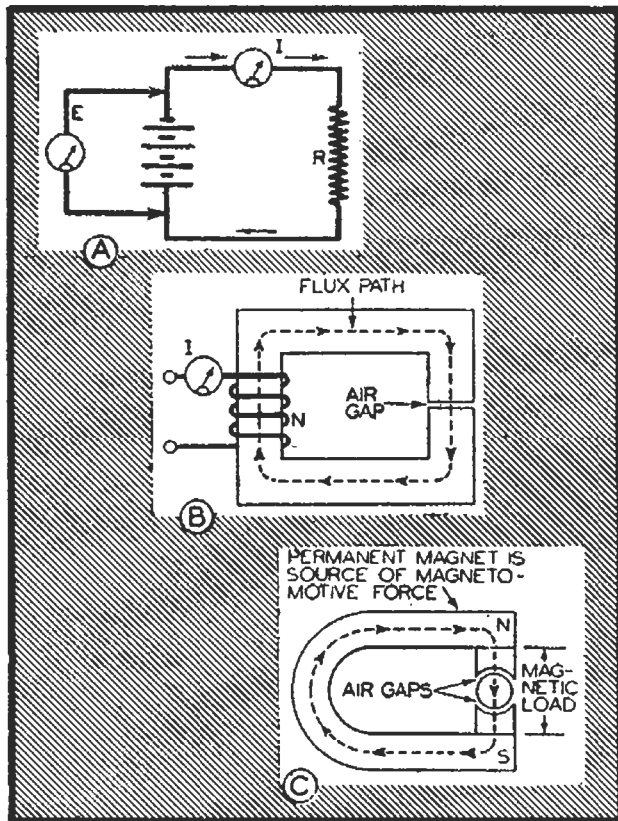 I
E
R
A
FLUX PATH
I
AIR
GAP
N
B
PERMANENT MAGNET IS
SOURCE OF MAGNETO-
MOTIVE FORCE
N
AIR GAPS
MAG-
NETIC
LOAD
S
C